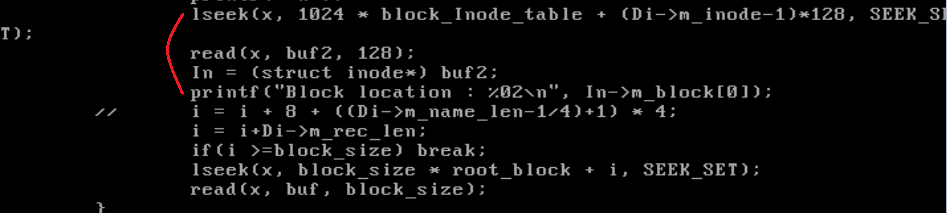 lseek(x, 1024 * block_Inode_table + (Di->m_inode-1)*128, SEEK_SE
T);
read(x, buf2, 128);
In = (struct inode*) buf2;
printf("Block location : %02\n", In->m_block[0]);
// i = i + 8 + ((Di->m_name_len-1/4)+1) * 4;
i = i+Di->m_rec_len;
if(i >=block_size) break;
lseek(x, block_size * root_block + i, SEEK_SET);
read(x, buf, block_size);
}